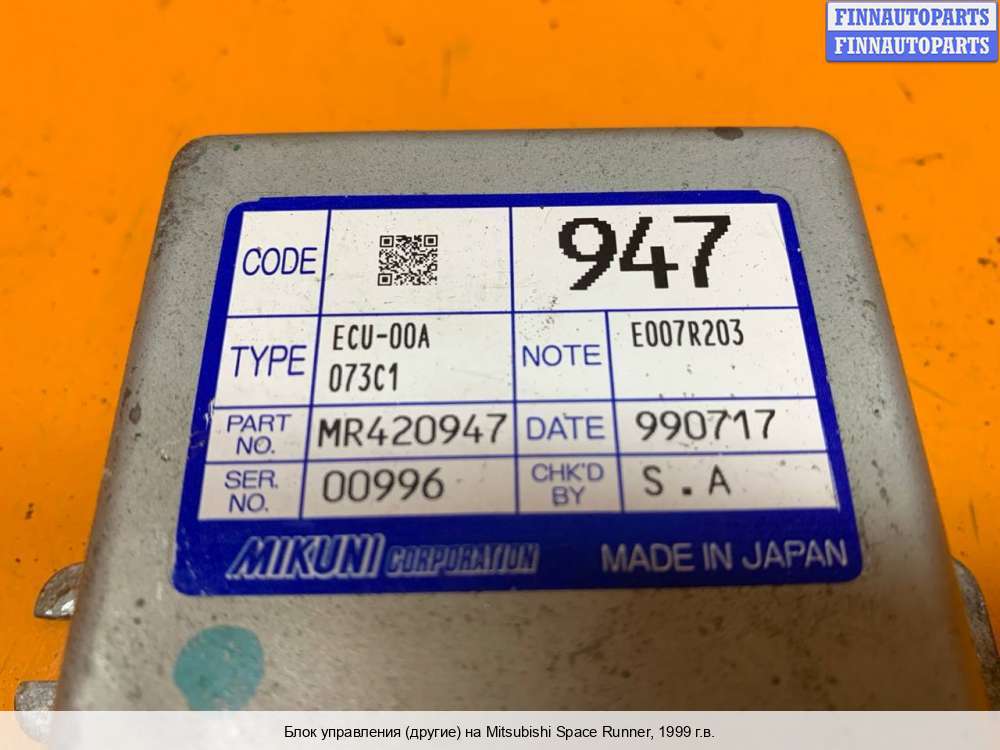 FINNAUTOPARTS
FINNAUTOPARTS
CODE 947
TYPE ECU-00A
073C1
NOTE E007R203
PART NO. MR420947 DATE 990717
SER. NO. 00996 CHK'D BY S.A
MIKUNI CORPORATION MADE IN JAPAN
Блок управления (другие) на Mitsubishi Space Runner, 1999 г.в.